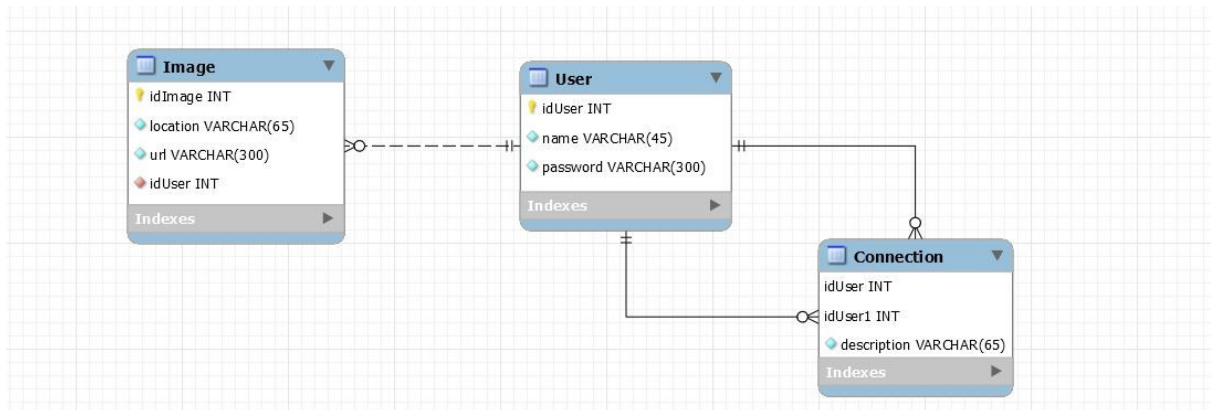 Image
idImage INT
location VARCHAR(65)
url VARCHAR(300)
idUser INT
Indexes
User
idUser INT
name VARCHAR(45)
password VARCHAR(300)
Indexes
Connection
idUser INT
idUser1 INT
description VARCHAR(65)
Indexes